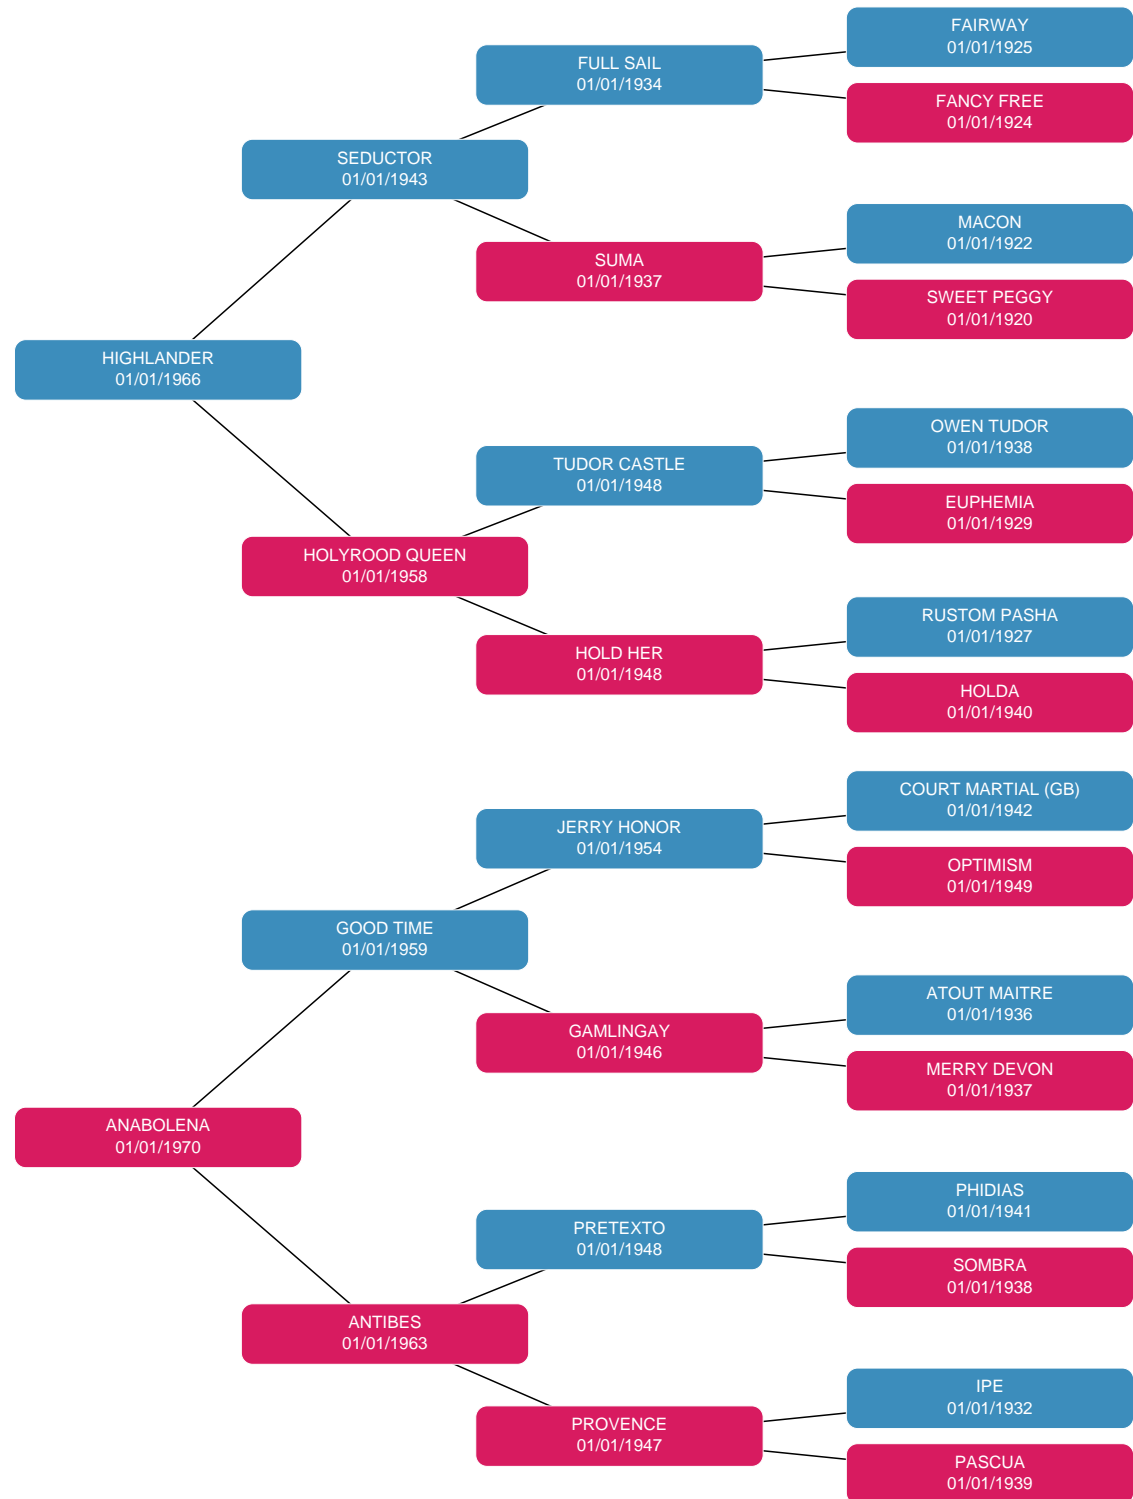 FAIRWAY
01/01/1925
FULL SAIL
01/01/1934
FANCY FREE
01/01/1924
SEDUCTOR
01/01/1943
MACON
01/01/1922
SUMA
01/01/1937
SWEET PEGGY
01/01/1920
HIGHLANDER
01/01/1966
OWEN TUDOR
01/01/1938
TUDOR CASTLE
01/01/1948
EUPHEMIA
01/01/1929
HOLYROOD QUEEN
01/01/1958
RUSTOM PASHA
01/01/1927
HOLD HER
01/01/1948
HOLDA
01/01/1940
COURT MARTIAL (GB)
01/01/1942
JERRY HONOR
01/01/1954
OPTIMISM
01/01/1949
GOOD TIME
01/01/1959
ATOUT MAITRE
01/01/1936
GAMLINGAY
01/01/1946
MERRY DEVON
01/01/1937
ANABOLENA
01/01/1970
PHIDIAS
01/01/1941
PRETEXTO
01/01/1948
SOMBRA
01/01/1938
ANTIBES
01/01/1963
IPE
01/01/1932
PROVENCE
01/01/1947
PASCUA
01/01/1939